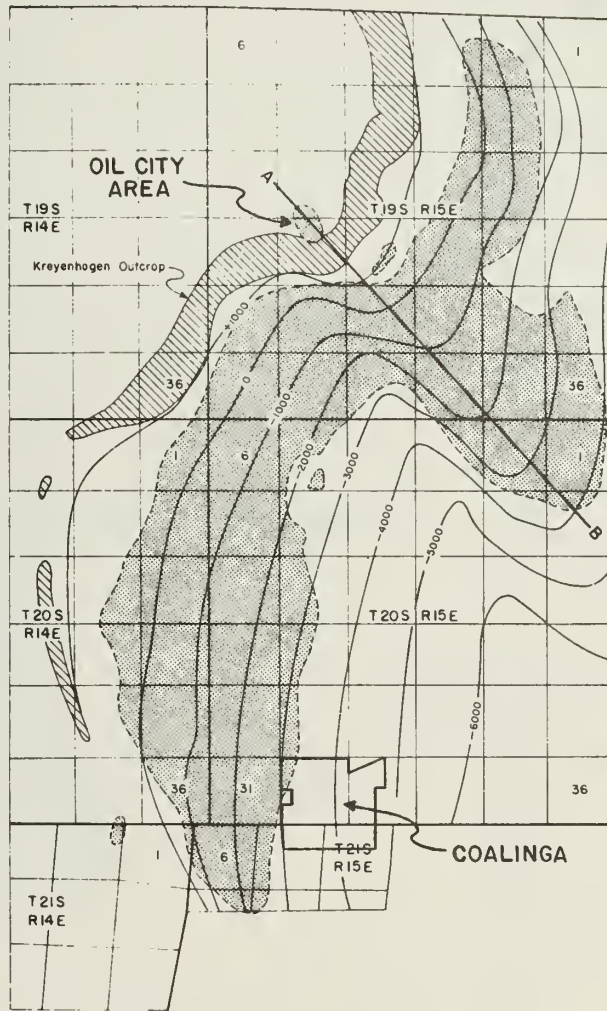 6
1
OIL CITY
AREA
A
T19S
R14E
T19S R15E
Kreyenhogen Outcrop
+1000
0
-1000
-2000
-3000
-4000
-5000
-6000
36
36
1
6
1
B
T20S
R14E
T20S R15E
36
31
36
COALINGA
1
6
T21S
R15E
T21S
R14E